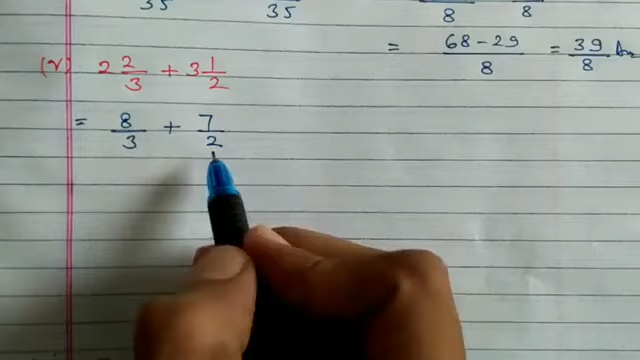 35 35 8 8
= 68 - 29 / 8 = 39 / 8 Ans
(v) 2 2/3 + 3 1/2
= 8/3 + 7/2